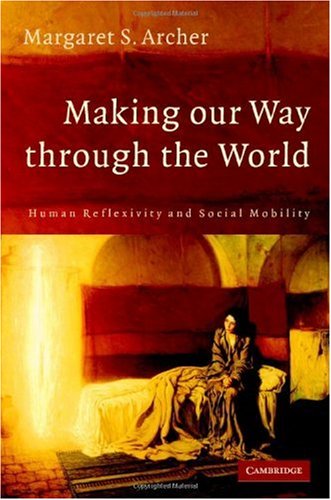 Margaret S. Archer
Making our Way
through the World
Human Reflexivity and Social Mobility
CAMBRIDGE